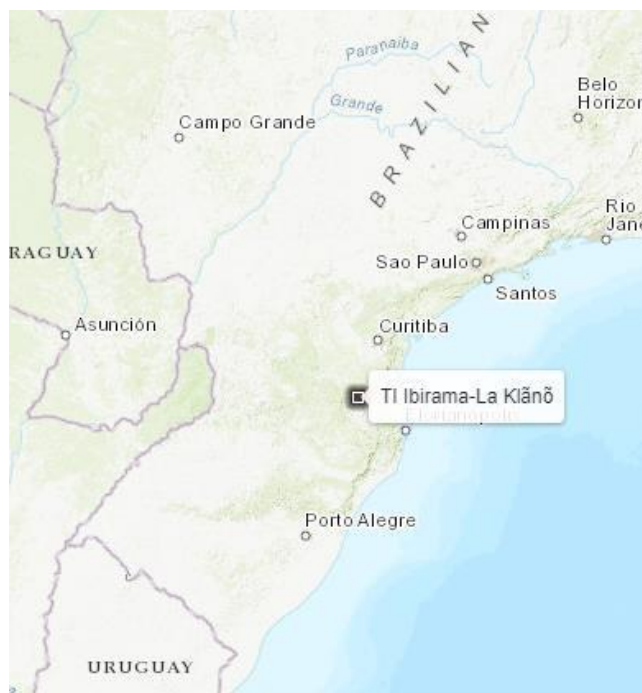 Paranaiba
Grande
BRAZILIAN
Belo
Horizon
Campo Grande
Rio
Jane
Campinas
RAGUAY
Sao Paulo
Santos
Asunción
Curitiba
TI Ibirama-La Klãnõ
Florianopolis
Porto Alegre
URUGUAY